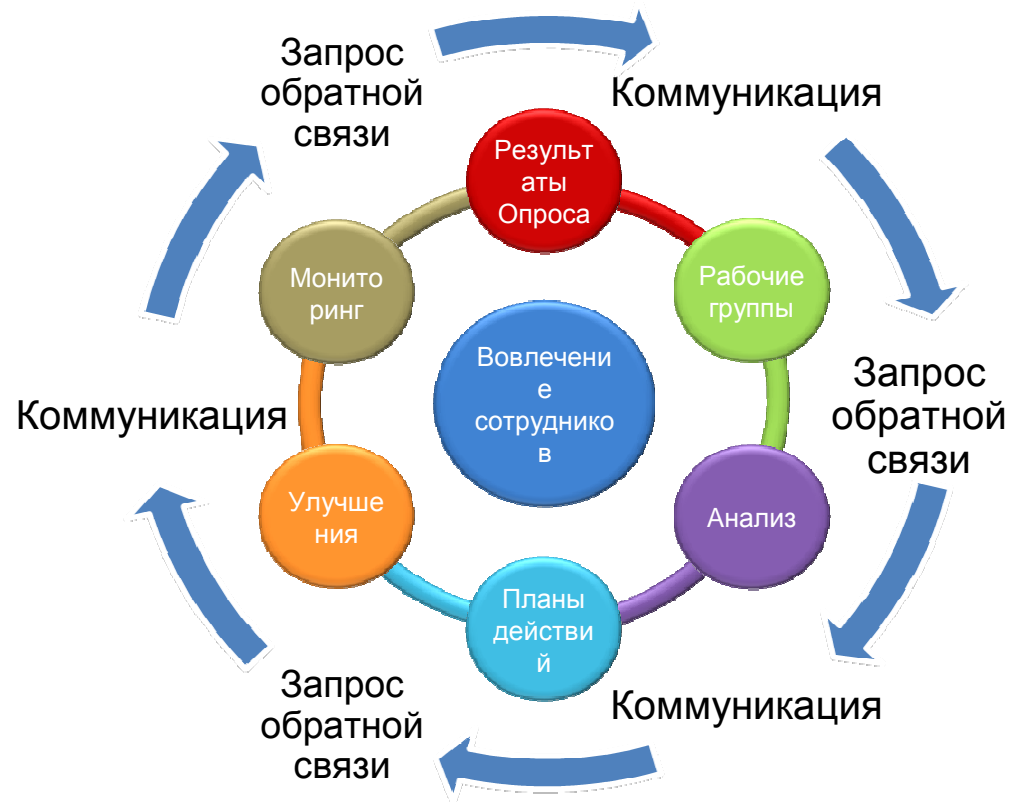 Запрос
обратной
связи
Коммуникация
Результ
аты
Опроса
Рабочие
группы
Монито
ринг
Вовлечени
е
сотруднико
в
Запрос
обратной
связи
Коммуникация
Улучше
ния
Анализ
Планы
действи
й
Запрос
обратной
связи
Коммуникация